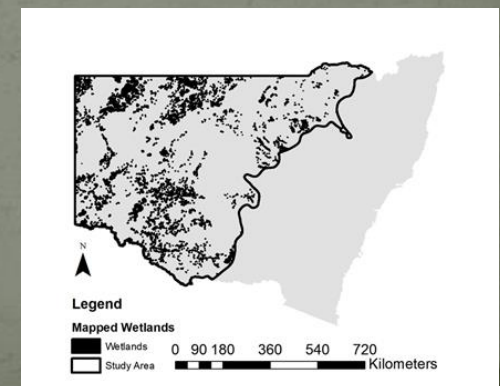 N
Legend
Mapped Wetlands
Wetlands
Study Area
0 90 180 360 540 720
Kilometers